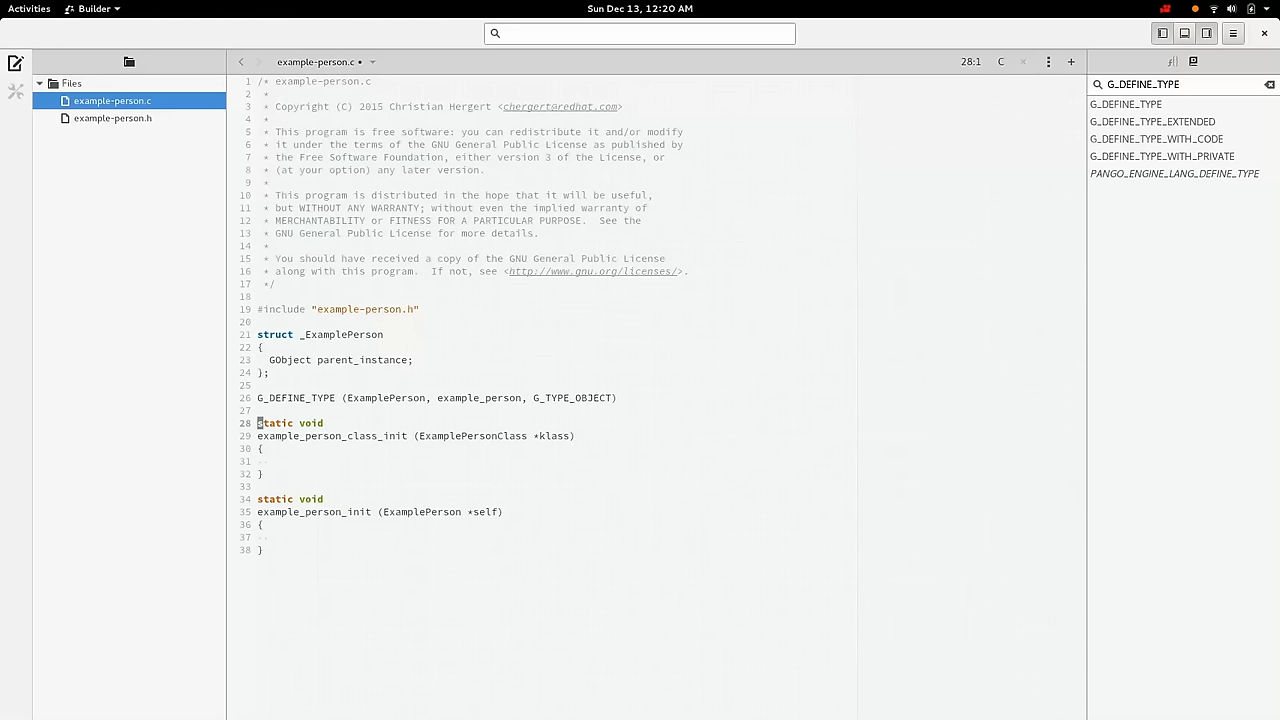 Activities Builder Sun Dec 13, 12:20 AM
example-person.c • 28:1 C
Files
example-person.c
example-person.h
1 /* example-person.c
2 *
3 * Copyright (C) 2015 Christian Hergert <chergert@redhat.com>
4 *
5 * This program is free software: you can redistribute it and/or modify
6 * it under the terms of the GNU General Public License as published by
7 * the Free Software Foundation, either version 3 of the License, or
8 * (at your option) any later version.
9 *
10 * This program is distributed in the hope that it will be useful,
11 * but WITHOUT ANY WARRANTY; without even the implied warranty of
12 * MERCHANTABILITY or FITNESS FOR A PARTICULAR PURPOSE.  See the
13 * GNU General Public License for more details.
14 *
15 * You should have received a copy of the GNU General Public License
16 * along with this program.  If not, see <http://www.gnu.org/licenses/>.
17 */
18
19 #include "example-person.h"
20
21 struct _ExamplePerson
22 {
23   GObject parent_instance;
24 };
25
26 G_DEFINE_TYPE (ExamplePerson, example_person, G_TYPE_OBJECT)
27
28 static void
29 example_person_class_init (ExamplePersonClass *klass)
30 {
31 ··
32 }
33
34 static void
35 example_person_init (ExamplePerson *self)
36 {
37 ··
38 }
G_DEFINE_TYPE
G_DEFINE_TYPE
G_DEFINE_TYPE_EXTENDED
G_DEFINE_TYPE_WITH_CODE
G_DEFINE_TYPE_WITH_PRIVATE
PANGO_ENGINE_LANG_DEFINE_TYPE